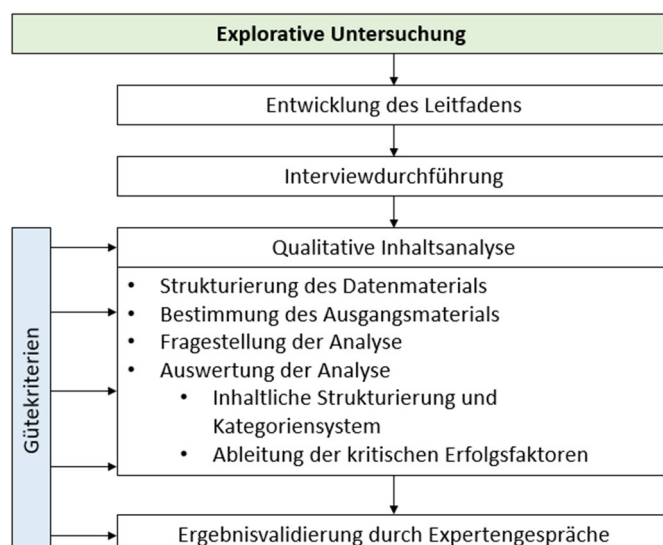 Explorative Untersuchung
Entwicklung des Leitfadens
Interviewdurchführung
Qualitative Inhaltsanalyse
• Strukturierung des Datenmaterials
• Bestimmung des Ausgangsmaterials
• Fragestellung der Analyse
• Auswertung der Analyse
• Inhaltliche Strukturierung und
Kategoriensystem
• Ableitung der kritischen Erfolgsfaktoren
Gütekriterien
Ergebnisvalidierung durch Expertengespräche